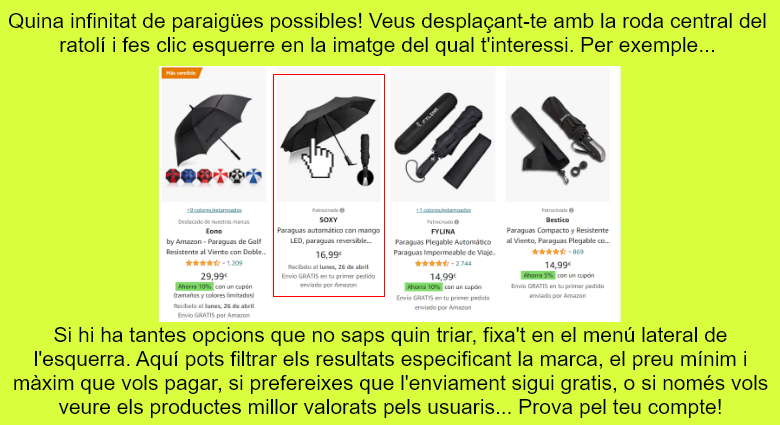 Quina infinitat de paraigües possibles! Veus desplaçant-te amb la roda central del
ratolí i fes clic esquerre en la imatge del qual t'interessi. Per exemple...
Más vendido
+9 colores/estampados
Destacado de nuestras marcas
Eono
by Amazon - Paraguas de Golf
Resistente al Viento con Doble...
~ 1.209
29,99€
Ahorra 10% con un cupón
(tamaños y colores limitados)
Recíbelo el lunes, 26 de abril
Envío GRATIS por Amazon
Patrocinado
SOXY
Paraguas automático con mango
LED, paraguas reversible...
16,99€
Recíbelo el lunes, 26 de abril
Envío GRATIS en tu primer pedido
enviado por Amazon
FYLINA
+1 colores/estampados
Patrocinado
FYLINA
Paraguas Plegable Automático
Paraguas Impermeable de Viaje..
~ 2.744
14,99€
Ahorra 10% con un cupón
Envío GRATIS en tu primer pedido
enviado por Amazon
Patrocinado
Bestico
Paraguas Compacto y Resistente
al Viento, Paraguas Plegable co...
~ 869
14,99€
Ahorra 5% con un cupón
Envío GRATIS en tu primer pedido
enviado por Amazon
Si hi ha tantes opcions que no saps quin triar, fixa't en el menú lateral de
l'esquerra. Aquí pots filtrar els resultats especificant la marca, el preu mínim i
màxim que vols pagar, si prefereixes que l'enviament sigui gratis, o si només vols
veure els productes millor valorats pels usuaris... Prova pel teu compte!